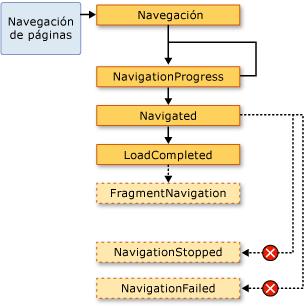 Navegación
de páginas
Navegación
NavigationProgress
Navigated
LoadCompleted
FragmentNavigation
NavigationStopped
NavigationFailed